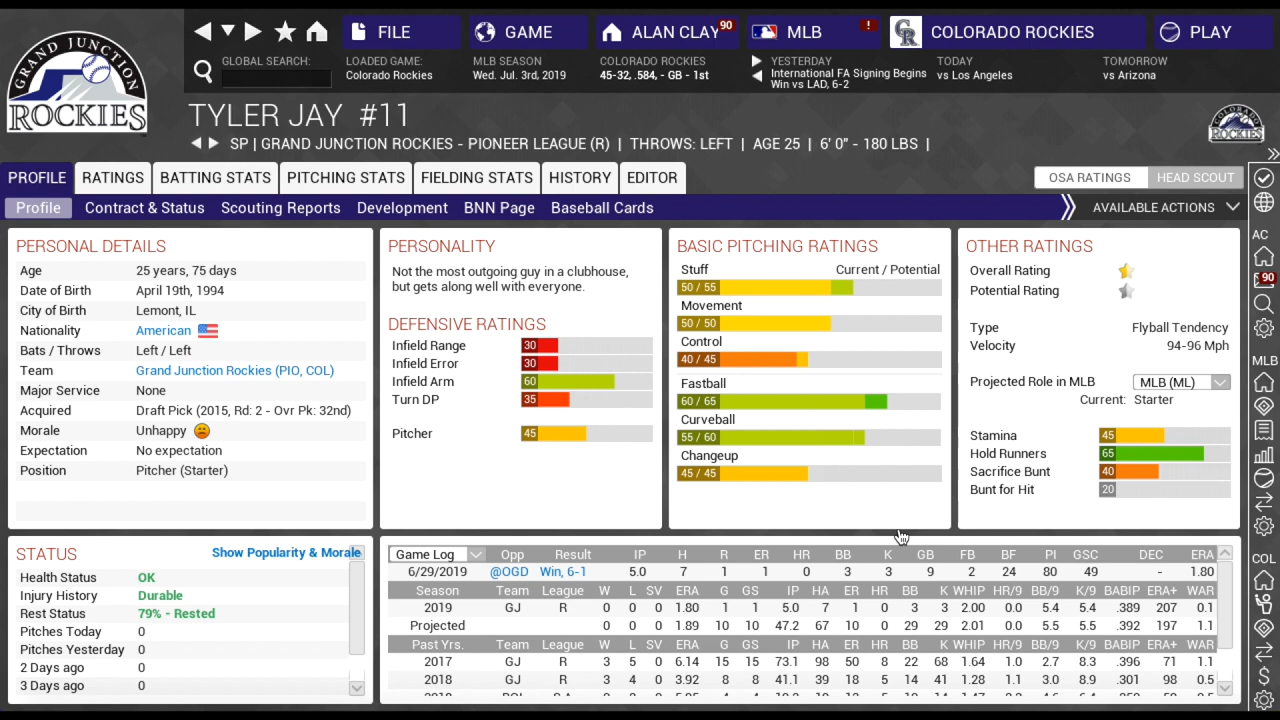 GRAND JUNCTION
ROCKIES
FILE
GAME
ALAN CLAY 90
MLB !
CR
COLORADO ROCKIES
PLAY
GLOBAL SEARCH:
LOADED GAME:
Colorado Rockies
MLB SEASON
Wed. Jul. 3rd, 2019
COLORADO ROCKIES
45-32, .584, - GB - 1st
YESTERDAY
International FA Signing Begins
Win vs LAD, 6-2
TODAY
vs Los Angeles
TOMORROW
vs Arizona
TYLER JAY #11
SP | GRAND JUNCTION ROCKIES - PIONEER LEAGUE (R) | THROWS: LEFT | AGE 25 | 6' 0" - 180 LBS |
COLORADO
ROCKIES
PROFILE RATINGS BATTING STATS PITCHING STATS FIELDING STATS HISTORY EDITOR
OSA RATINGS HEAD SCOUT
Profile Contract & Status Scouting Reports Development BNN Page Baseball Cards
AVAILABLE ACTIONS
PERSONAL DETAILS
Age 25 years, 75 days
Date of Birth April 19th, 1994
City of Birth Lemont, IL
Nationality American
Bats / Throws Left / Left
Team Grand Junction Rockies (PIO, COL)
Major Service None
Acquired Draft Pick (2015, Rd: 2 - Ovr Pk: 32nd)
Morale Unhappy
Expectation No expectation
Position Pitcher (Starter)
PERSONALITY
Not the most outgoing guy in a clubhouse,
but gets along well with everyone.
DEFENSIVE RATINGS
Infield Range 30
Infield Error 30
Infield Arm 60
Turn DP 35
Pitcher 45
BASIC PITCHING RATINGS
Stuff Current / Potential
50 / 55
Movement
50 / 50
Control
40 / 45
Fastball
60 / 65
Curveball
55 / 60
Changeup
45 / 45
OTHER RATINGS
Overall Rating
Potential Rating
Type Flyball Tendency
Velocity 94-96 Mph
Projected Role in MLB MLB (ML)
Current: Starter
Stamina 45
Hold Runners 65
Sacrifice Bunt 40
Bunt for Hit 20
AC
90
MLB
COL
$
STATUS Show Popularity & Morale
Health Status OK
Injury History Durable
Rest Status 79% - Rested
Pitches Today 0
Pitches Yesterday 0
2 Days ago 0
3 Days ago 0
Game Log Opp Result IP H R ER HR BB K GB FB BF PI GSC DEC ERA
6/29/2019 @OGD Win, 6-1 5.0 7 1 1 0 3 3 9 2 24 80 49 - 1.80
Season Team League W L SV ERA G GS IP HA ER HR BB K WHIP HR/9 BB/9 K/9 BABIP ERA+ WAR
2019 GJ R 0 0 0 1.80 1 1 5.0 7 1 0 3 3 2.00 0.0 5.4 5.4 .389 207 0.1
Projected 0 0 0 1.89 10 10 47.2 67 10 0 29 29 2.01 0.0 5.5 5.5 .392 197 1.1
Past Yrs. Team League W L SV ERA G GS IP HA ER HR BB K WHIP HR/9 BB/9 K/9 BABIP ERA+ WAR
2017 GJ R 3 5 0 6.14 15 15 73.1 98 50 8 22 68 1.64 1.0 2.7 8.3 .396 71 1.1
2018 GJ R 3 4 0 3.92 8 8 41.1 39 18 5 14 41 1.28 1.1 3.0 8.9 .301 98 0.5